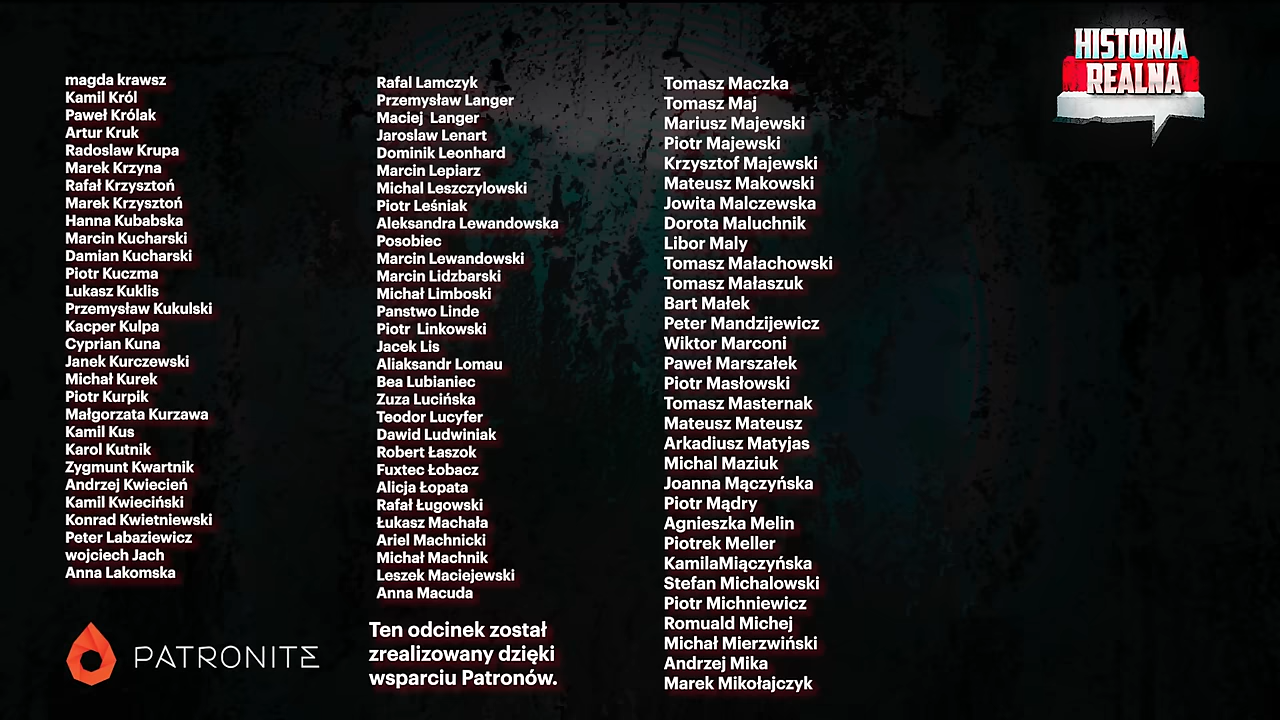 magda krawsz
Kamil Król
Paweł Królak
Artur Kruk
Radoslaw Krupa
Marek Krzyna
Rafał Krzysztoń
Marek Krzysztoń
Hanna Kubabska
Marcin Kucharski
Damian Kucharski
Piotr Kuczma
Lukasz Kuklis
Przemysław Kukulski
Kacper Kulpa
Cyprian Kuna
Janek Kurczewski
Michał Kurek
Piotr Kurpik
Małgorzata Kurzawa
Kamil Kus
Karol Kutnik
Zygmunt Kwartnik
Andrzej Kwiecień
Kamil Kwieciński
Konrad Kwietniewski
Peter Labaziewicz
wojciech Jach
Anna Lakomska
PATRONITE
Rafal Lamczyk
Przemysław Langer
Maciej Langer
Jaroslaw Lenart
Dominik Leonhard
Marcin Lepiarz
Michal Leszczylowski
Piotr Leśniak
Aleksandra Lewandowska
Posobiec
Marcin Lewandowski
Marcin Lidzbarski
Michał Limboski
Panstwo Linde
Piotr Linkowski
Jacek Lis
Aliaksandr Lomau
Bea Lubianiec
Zuza Lucińska
Teodor Lucyfer
Dawid Ludwiniak
Robert Łaszok
Fuxtec Łobacz
Alicja Łopata
Rafał Ługowski
Łukasz Machała
Ariel Machnicki
Michał Machnik
Leszek Maciejewski
Anna Macuda
Ten odcinek został
zrealizowany dzięki
wsparciu Patronów.
Tomasz Maczka
Tomasz Maj
Mariusz Majewski
Piotr Majewski
Krzysztof Majewski
Mateusz Makowski
Jowita Malczewska
Dorota Maluchnik
Libor Maly
Tomasz Małachowski
Tomasz Małaszuk
Bart Małek
Peter Mandzijewicz
Wiktor Marconi
Paweł Marszałek
Piotr Masłowski
Tomasz Masternak
Mateusz Mateusz
Arkadiusz Matyjas
Michal Maziuk
Joanna Mączyńska
Piotr Mądry
Agnieszka Melin
Piotrek Meller
KamilaMiączyńska
Stefan Michalowski
Piotr Michniewicz
Romuald Michej
Michał Mierzwiński
Andrzej Mika
Marek Mikołajczyk
HISTORIA
REALNA